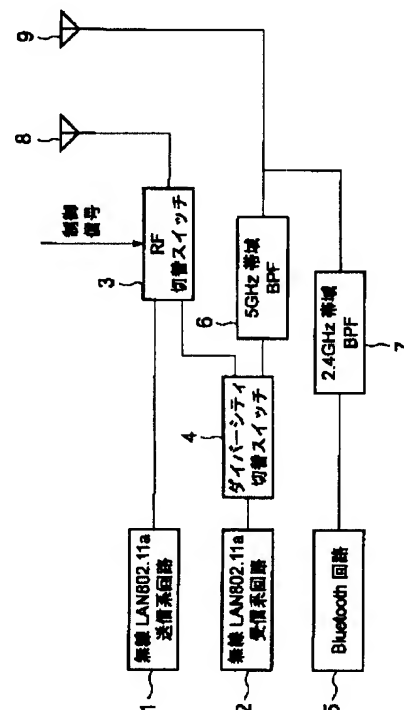 9
8
制御
信号
3
RF
切替スイッチ
6
5GHz 帯域
BPF
4
ダイバーシティ
切替スイッチ
2.4GHz 帯域
BPF
7
無線 LAN802.11a
送信系回路
1
無線 LAN802.11a
受信系回路
2
Bluetooth 回路
5